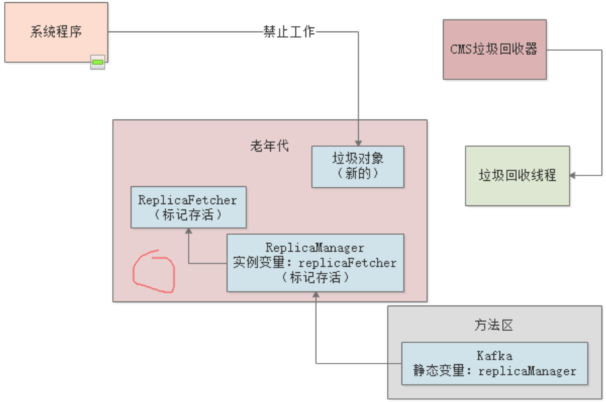 系统程序
禁止工作
CMS垃圾回收器
老年代
垃圾对象
（新的）
垃圾回收线程
ReplicaFetcher
（标记存活）
ReplicaManager
实例变量：replicaFetcher
（标记存活）
方法区
Kafka
静态变量：replicaManager